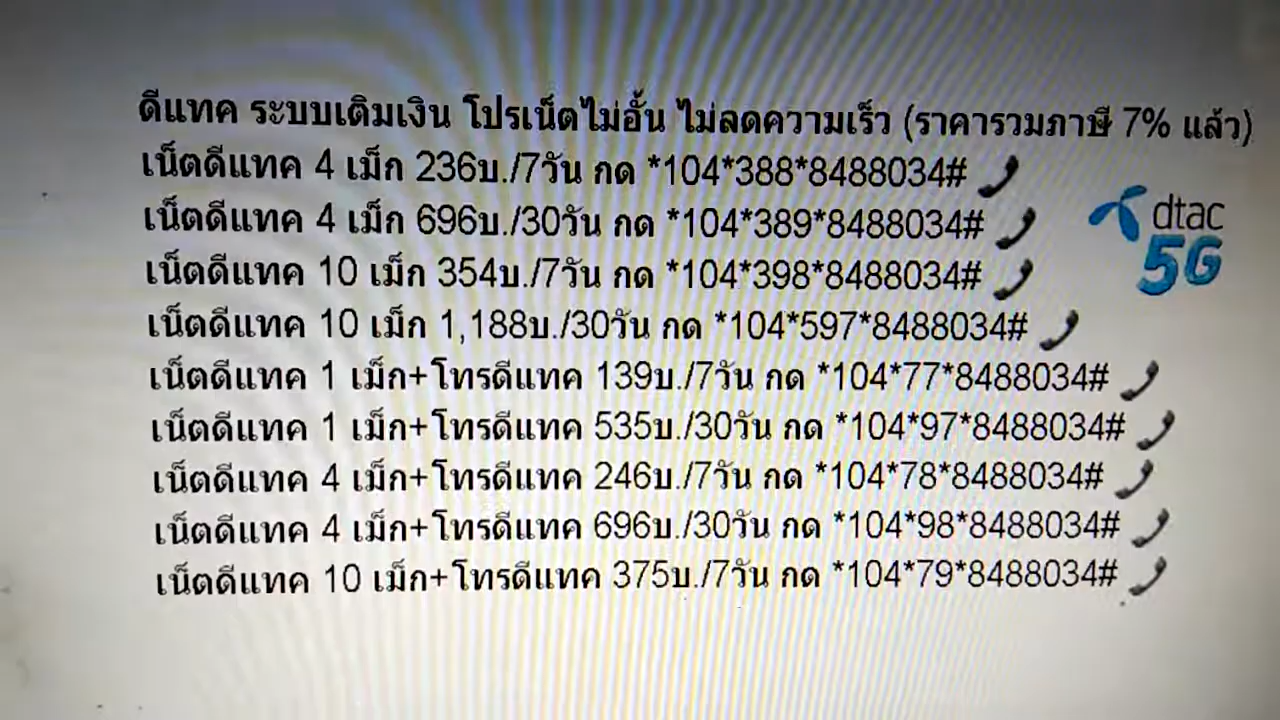 ดีแทค ระบบเติมเงิน โปรเน็ตไม่อั้น ไม่ลดความเร็ว (ราคารวมภาษี 7% แล้ว)
เน็ตดีแทค 4 เม็ก 236บ./7วัน กด *104*388*8488034#
เน็ตดีแทค 4 เม็ก 696บ./30วัน กด *104*389*8488034#
dtac
5G
เน็ตดีแทค 10 เม็ก 354บ./7วัน กด *104*398*8488034#
เน็ตดีแทค 10 เม็ก 1,188บ./30วัน กด *104*597*8488034#
เน็ตดีแทค 1 เม็ก+โทรดีแทค 139บ./7วัน กด *104*77*8488034#
เน็ตดีแทค 1 เม็ก+โทรดีแทค 535บ./30วัน กด *104*97*8488034#
เน็ตดีแทค 4 เม็ก+โทรดีแทค 246บ./7วัน กด *104*78*8488034#
เน็ตดีแทค 4 เม็ก+โทรดีแทค 696บ./30วัน กด *104*98*8488034#
เน็ตดีแทค 10 เม็ก+โทรดีแทค 375บ./7วัน กด *104*79*8488034#